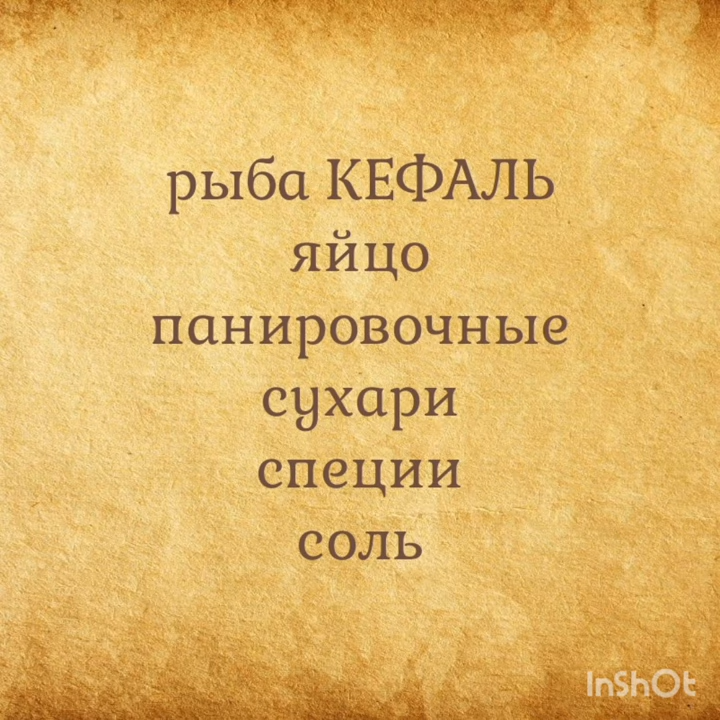 рыба КЕФАЛЬ
яйцо
панировочные
сухари
специи
соль
InShOt